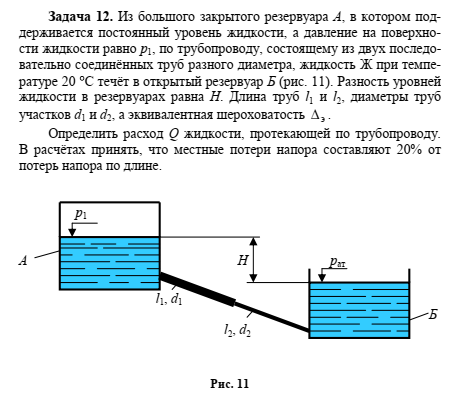 Задача 12. Из большого закрытого резервуара А, в котором под-
держивается постоянный уровень жидкости, а давление на поверхно-
сти жидкости равно p₁, по трубопроводу, состоящему из двух последо-
вательно соединённых труб разного диаметра, жидкость Ж при темпе-
ратуре 20 °С течёт в открытый резервуар Б (рис. 11). Разность уровней
жидкости в резервуарах равна H. Длина труб l₁ и l₂, диаметры труб
участков d₁ и d₂, а эквивалентная шероховатость Δэ .
Определить расход Q жидкости, протекающей по трубопроводу.
В расчётах принять, что местные потери напора составляют 20% от
потерь напора по длине.
p₁
А
H
pат
l₁, d₁
l₂, d₂
Б
Рис. 11